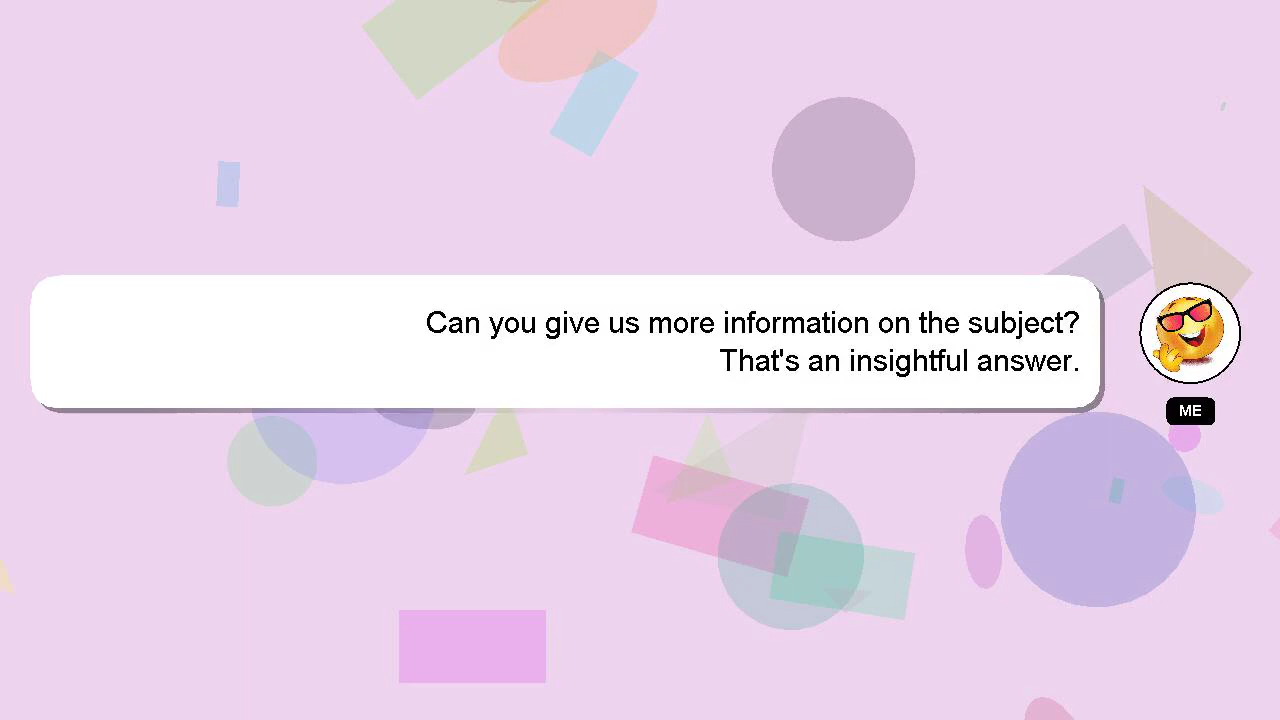 Can you give us more information on the subject?
That's an insightful answer.
ME